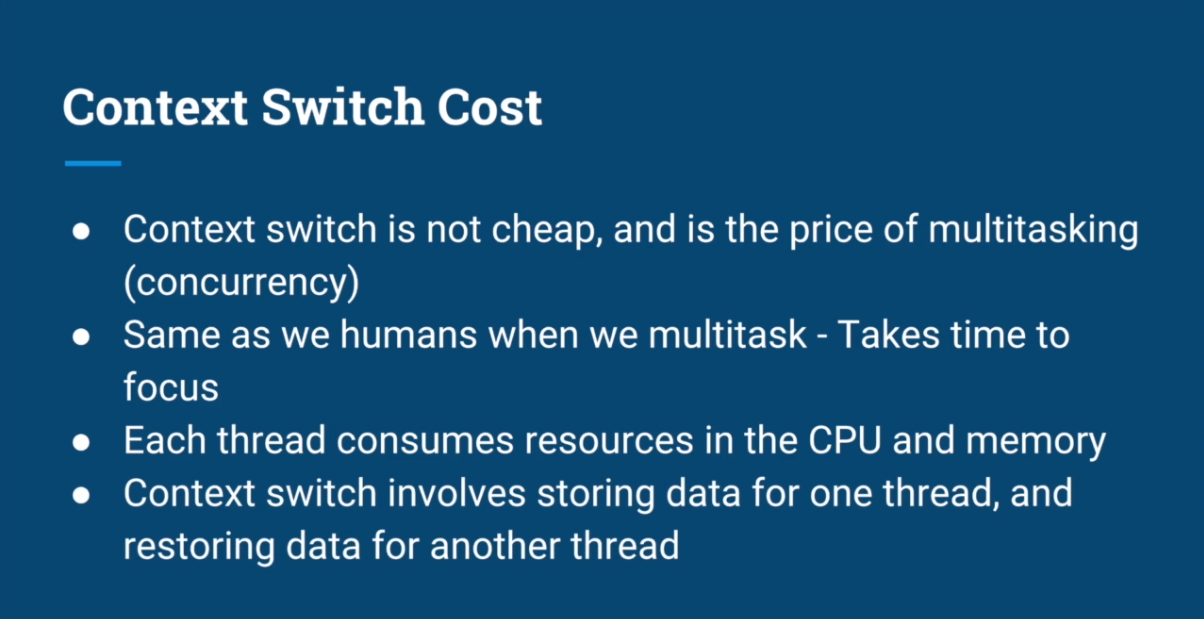 Context Switch Cost
● Context switch is not cheap, and is the price of multitasking
(concurrency)
● Same as we humans when we multitask - Takes time to
focus
● Each thread consumes resources in the CPU and memory
● Context switch involves storing data for one thread, and
restoring data for another thread